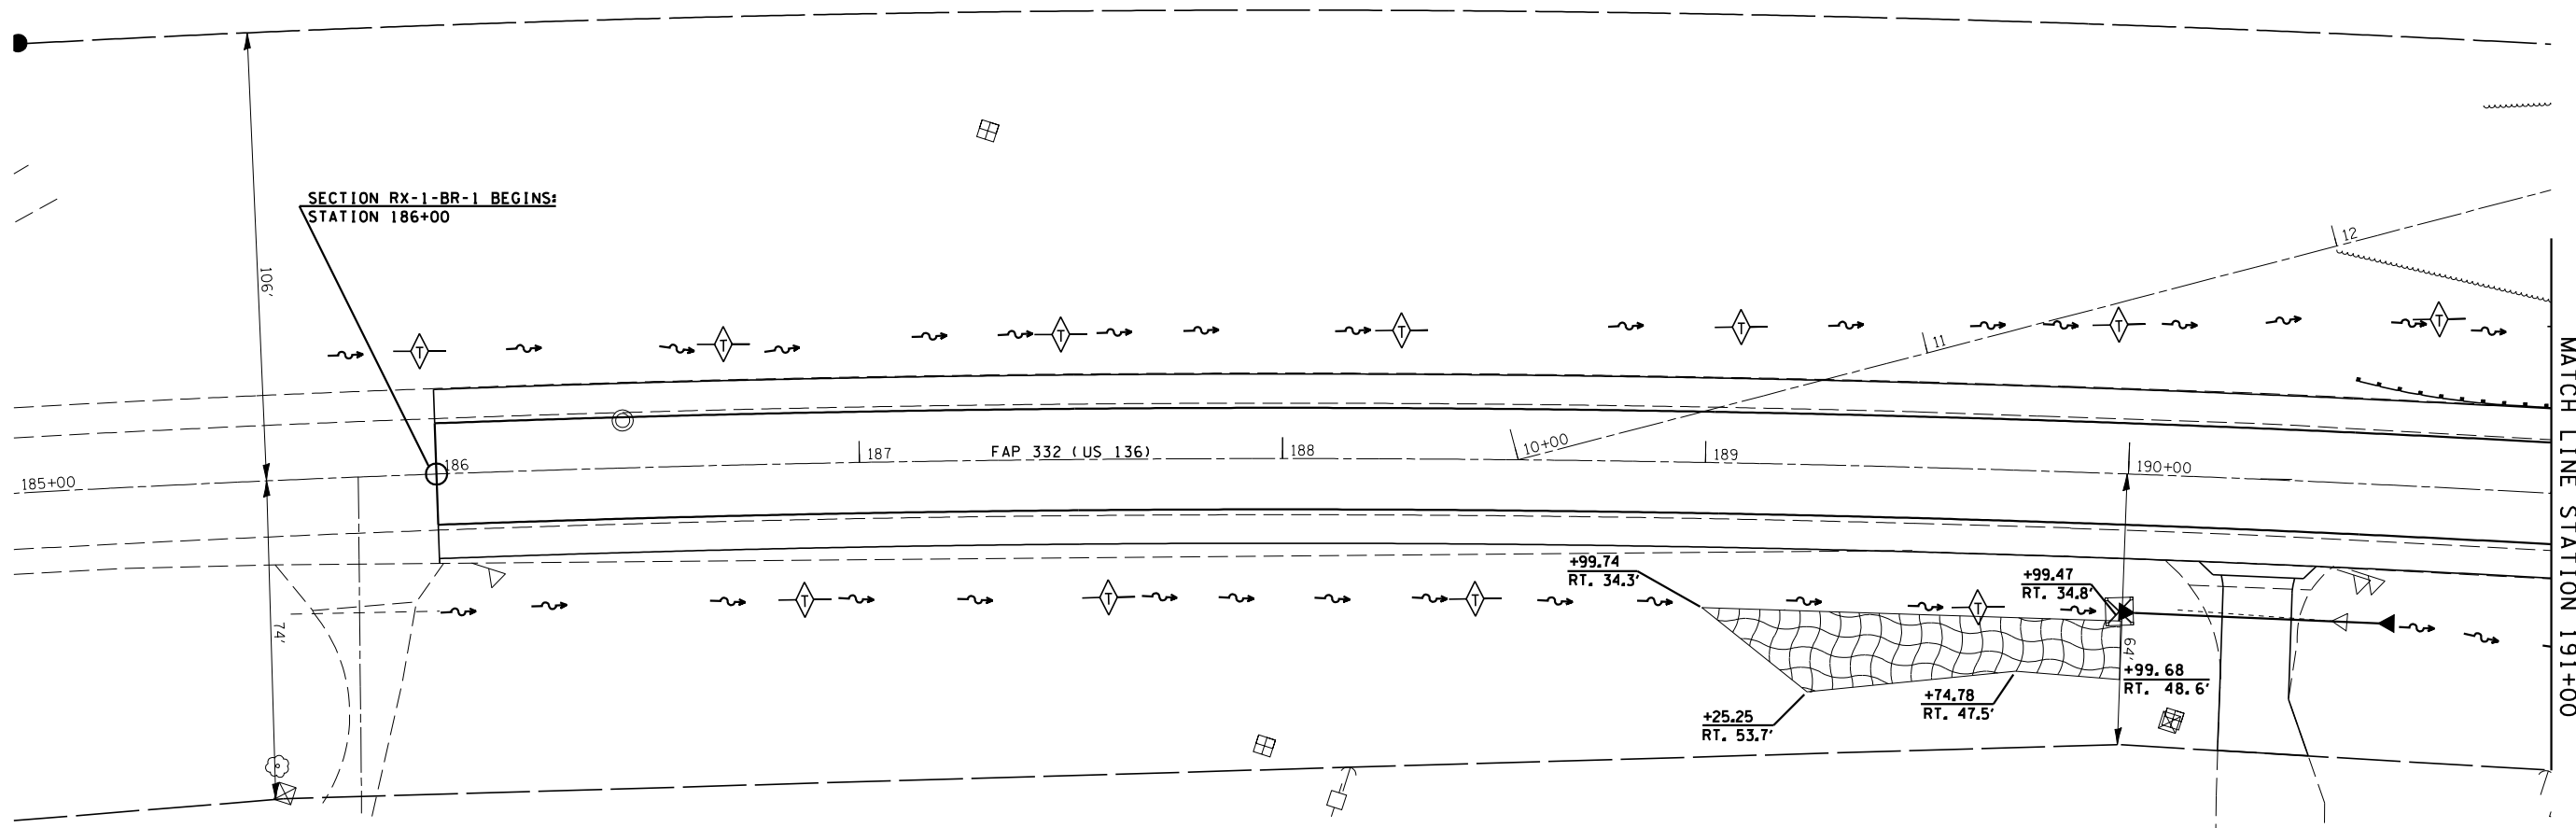 SECTION RX-1-BR-1 BEGINS:
STATION 186+00
106'
12
T
T
T
T
T
T
T
11
MATCH LINE STATION 191+00
185+00
186
187
FAP 332 (US 136)
188
10+00
189
190+00
74'
T
T
T
T
+99.74
RT. 34.3'
+99.47
RT. 34.8'
64'
+99.68
RT. 48.6'
+74.78
RT. 47.5'
+25.25
RT. 53.7'